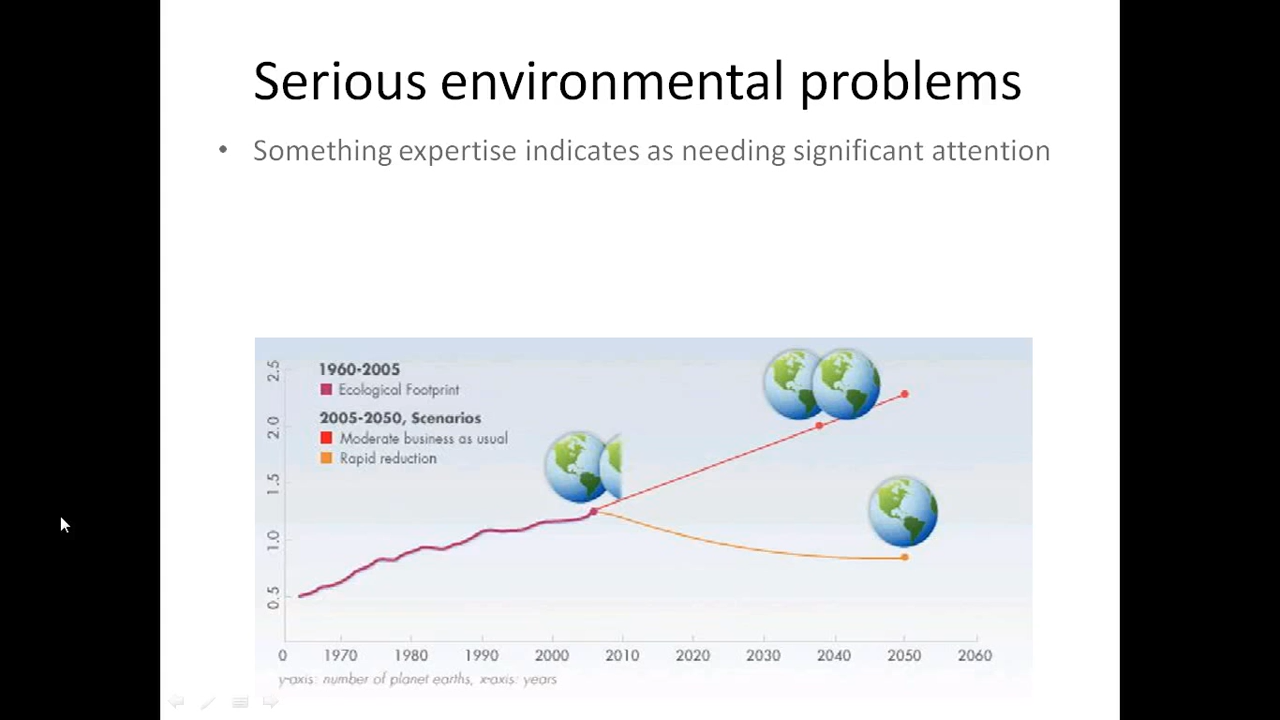 Serious environmental problems
• Something expertise indicates as needing significant attention
1960-2005
Ecological Footprint
2005-2050, Scenarios
Moderate business as usual
Rapid reduction
2.5
2.0
1.5
1.0
0.5
0 1970 1980 1990 2000 2010 2020 2030 2040 2050 2060
y-axis: number of planet earths, x-axis: years